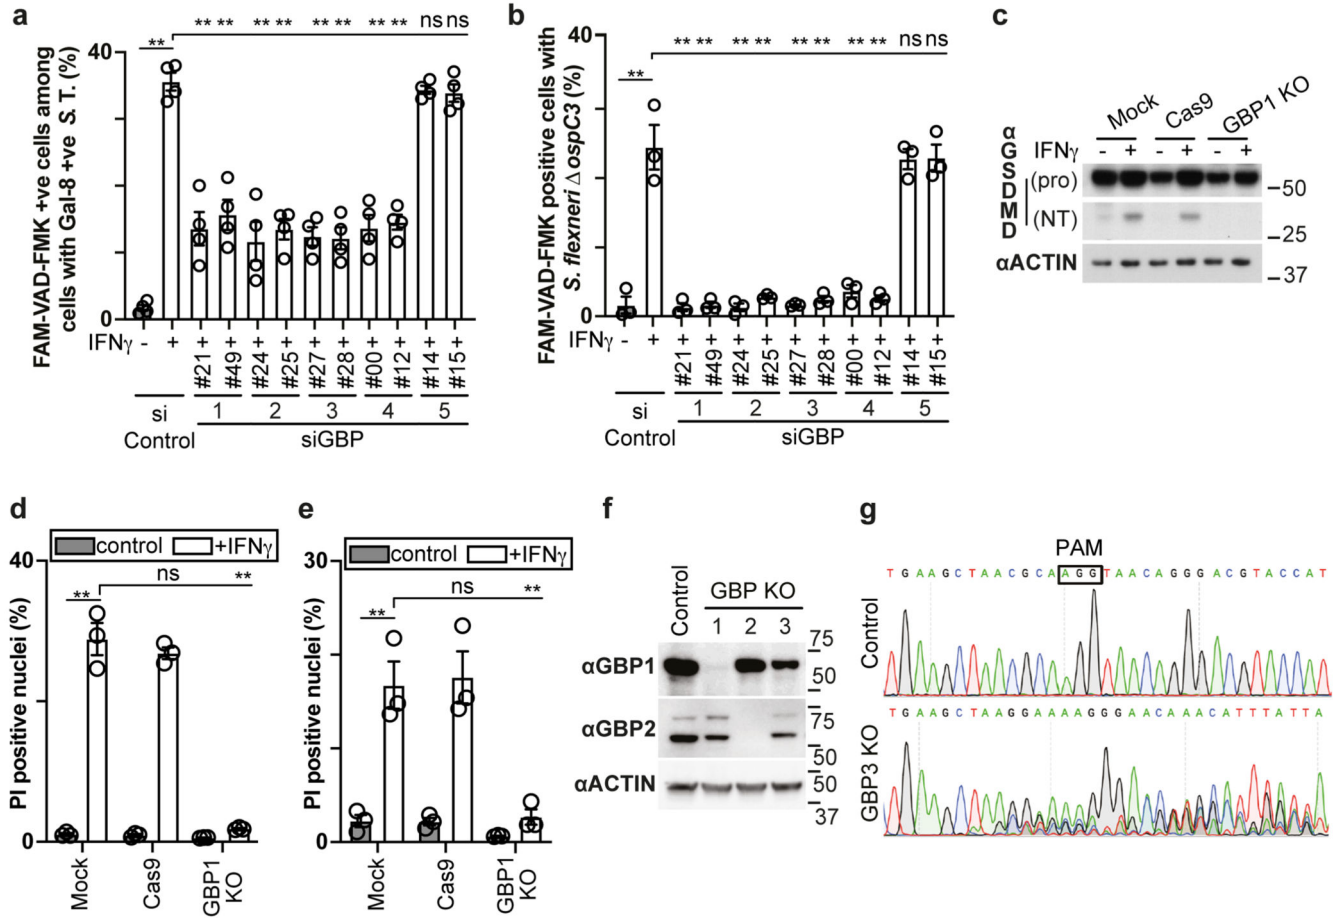 a
** ** ** ** ** ** ** ** ns ns
**
FAM-VAD-FMK +ve cells among
cells with Gal-8 +ve S. T. (%)
40
0
IFNγ - + + + + + + + + + + +
#21 #49 #24 #25 #27 #28 #00 #12 #14 #15
si 1 2 3 4 5
Control siGBP
b
** ** ** ** ** ** ** ** ns ns
**
FAM-VAD-FMK positive cells with
S. flexneri ΔospC3 (%)
40
0
IFNγ - + + + + + + + + + + +
#21 #49 #24 #25 #27 #28 #00 #12 #14 #15
si 1 2 3 4 5
Control siGBP
c
Mock Cas9 GBP1 KO
IFNγ - + - + - +
αGSDMD
(pro)
50
(NT)
25
αACTIN
37
d
control +IFNγ
ns **
**
PI positive nuclei (%)
40
0
Mock Cas9 GBP1 KO
e
control +IFNγ
ns **
**
PI positive nuclei (%)
30
0
Mock Cas9 GBP1 KO
f
Control GBP KO
1 2 3
αGBP1
75
50
αGBP2
75
50
αACTIN
50
37
g
PAM
TGAAGCTAACGCAAGGTAACAGGGACGTACCAT
Control
TGAAGCTAAGGAAAAGGGAACAAACATTTATTA
GBP3 KO